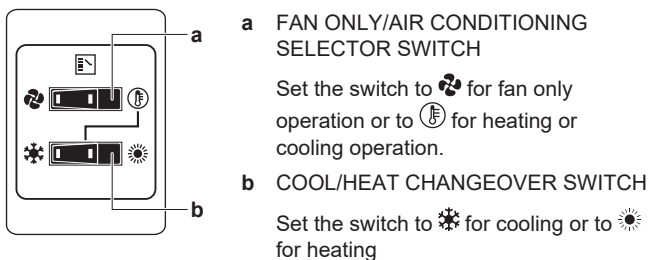 a
b
a FAN ONLY/AIR CONDITIONING
SELECTOR SWITCH
Set the switch to for fan only
operation or to for heating or
cooling operation.
b COOL/HEAT CHANGEOVER SWITCH
Set the switch to for cooling or to
for heating